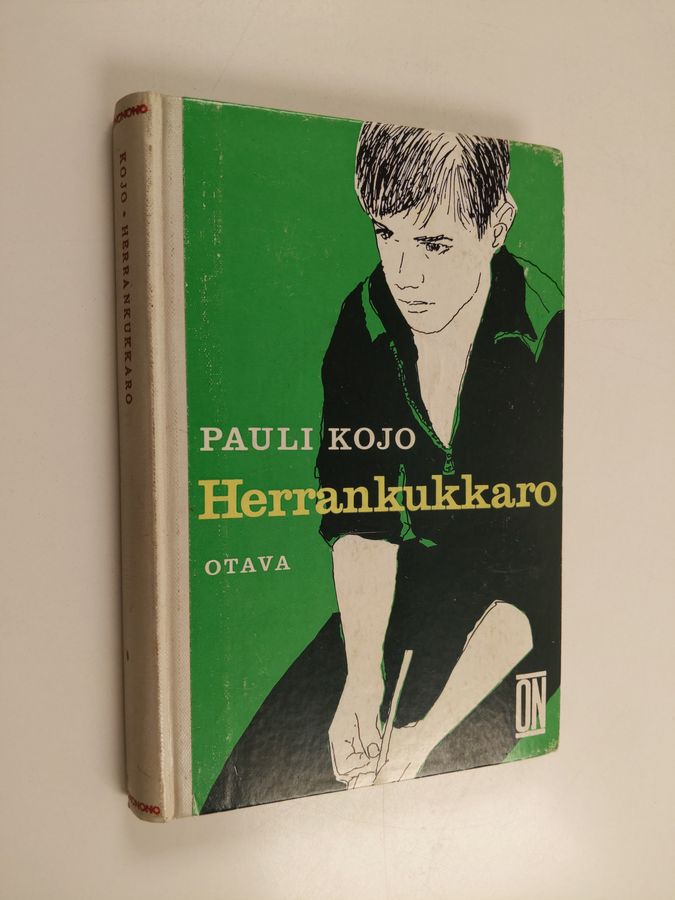 KOJO • HERRANKUKKARO
PAULI KOJO
Herrankukkaro
OTAVA
ON